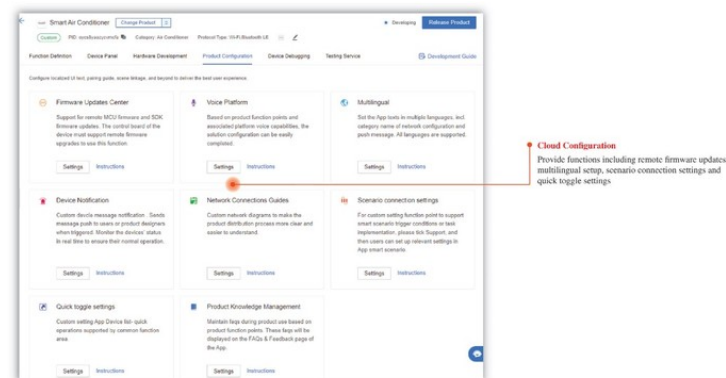 Smart Air Conditioner Change Product
Developing Release Product
Custom PID: Category: Air Conditioner Protocol Type: Wi-Fi Bluetooth LE
Function Definition Device Panel Hardware Development Product Configuration Device Debugging Testing Service Development Guide
Configure localized UI text, pairing guide, scene linkage, and beyond to deliver the best user experience.
Firmware Updates Center
Support for remote MCU firmware and SDK
firmware updates. The control board of the
device must support remote firmware
upgrades to use this function.
Settings Instructions
Voice Platform
Based on product function points and
associated platform voice capabilities, the
solution configuration can be easily
completed.
Settings Instructions
Multilingual
Set the App texts in multiple languages, incl.
category name of network configuration and
push message. All languages are supported.
Settings Instructions
Cloud Configuration
Provide functions including remote firmware updates
multilingual setup, scenario connection settings and
quick toggle settings
Device Notification
Custom device message notification. Sends
message push to users or product designers
when triggered. Monitor the devices' status
in real time to ensure their normal operation.
Settings Instructions
Network Connections Guides
Custom network diagrams to make the
product distribution process more clear and
easier to understand.
Settings Instructions
Scenario connection settings
For custom setting function point to support
smart scenario trigger conditions or task
implementation, please tick Support, and
then users can set up relevant settings in
App smart scenario
Settings Instructions
Quick toggle settings
Custom setting App Device list- quick
operations supported by common function
area
Settings Instructions
Product Knowledge Management
Maintain faqs during product use based on
product function points. These faqs will be
displayed on the FAQs & Feedback page of
the App.
Settings Instructions